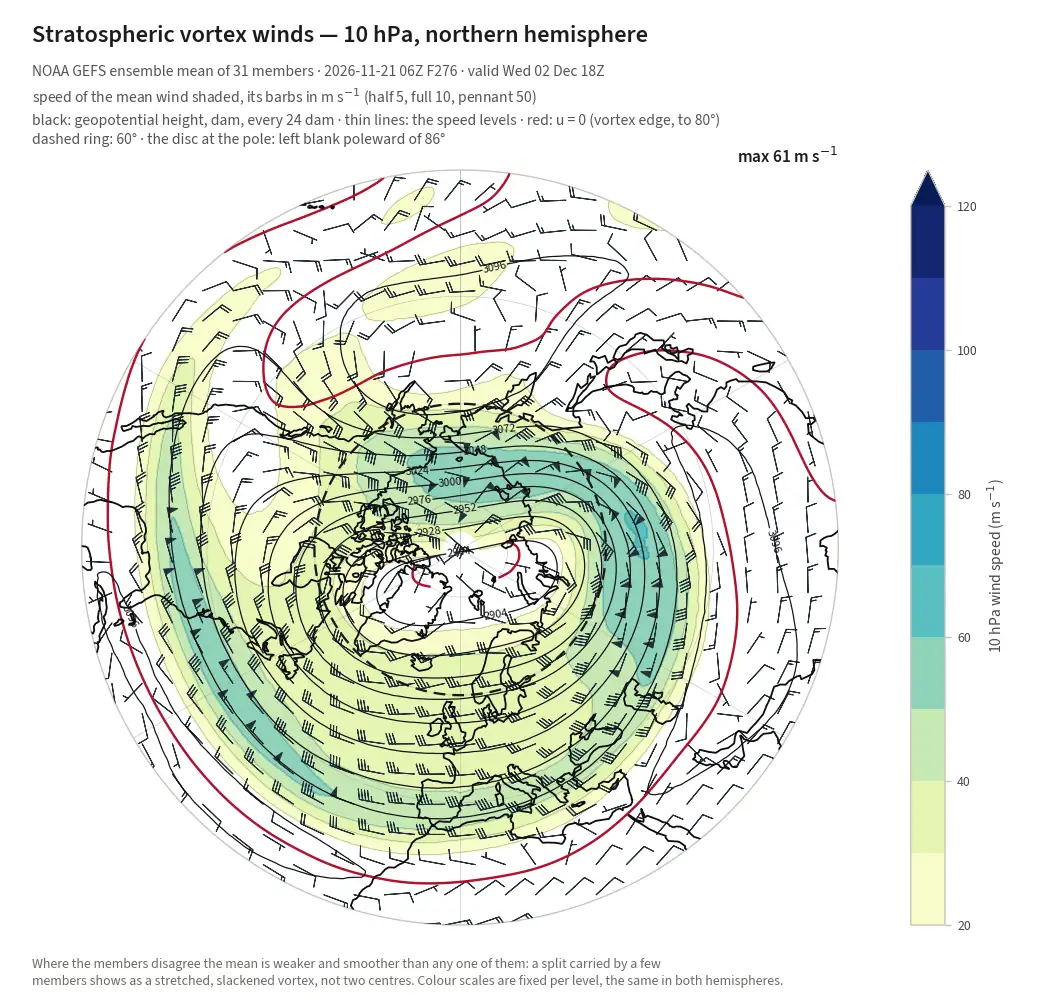 Stratospheric vortex winds — 10 hPa, northern hemisphere
NOAA GEFS ensemble mean of 31 members · 2026-11-21 06Z F276 · valid Wed 02 Dec 18Z
speed of the mean wind shaded, its barbs in m s⁻¹ (half 5, full 10, pennant 50)
black: geopotential height, dam, every 24 dam · thin lines: the speed levels · red: u = 0 (vortex edge, to 80°)
dashed ring: 60° · the disc at the pole: left blank poleward of 86°
max 61 m s⁻¹
120
100
80
60
40
20
10 hPa wind speed (m s⁻¹)
3096
3072
3048
3024
3000
2976
2952
2928
2904
3096
Where the members disagree the mean is weaker and smoother than any one of them: a split carried by a few
members shows as a stretched, slackened vortex, not two centres. Colour scales are fixed per level, the same in both hemispheres.